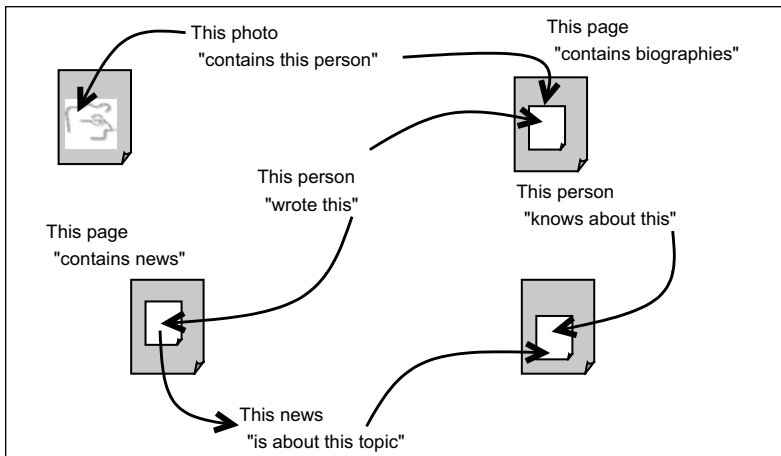 This photo
"contains this person"
This page
"contains biographies"
This person
"wrote this"
This person
"knows about this"
This page
"contains news"
This news
"is about this topic"